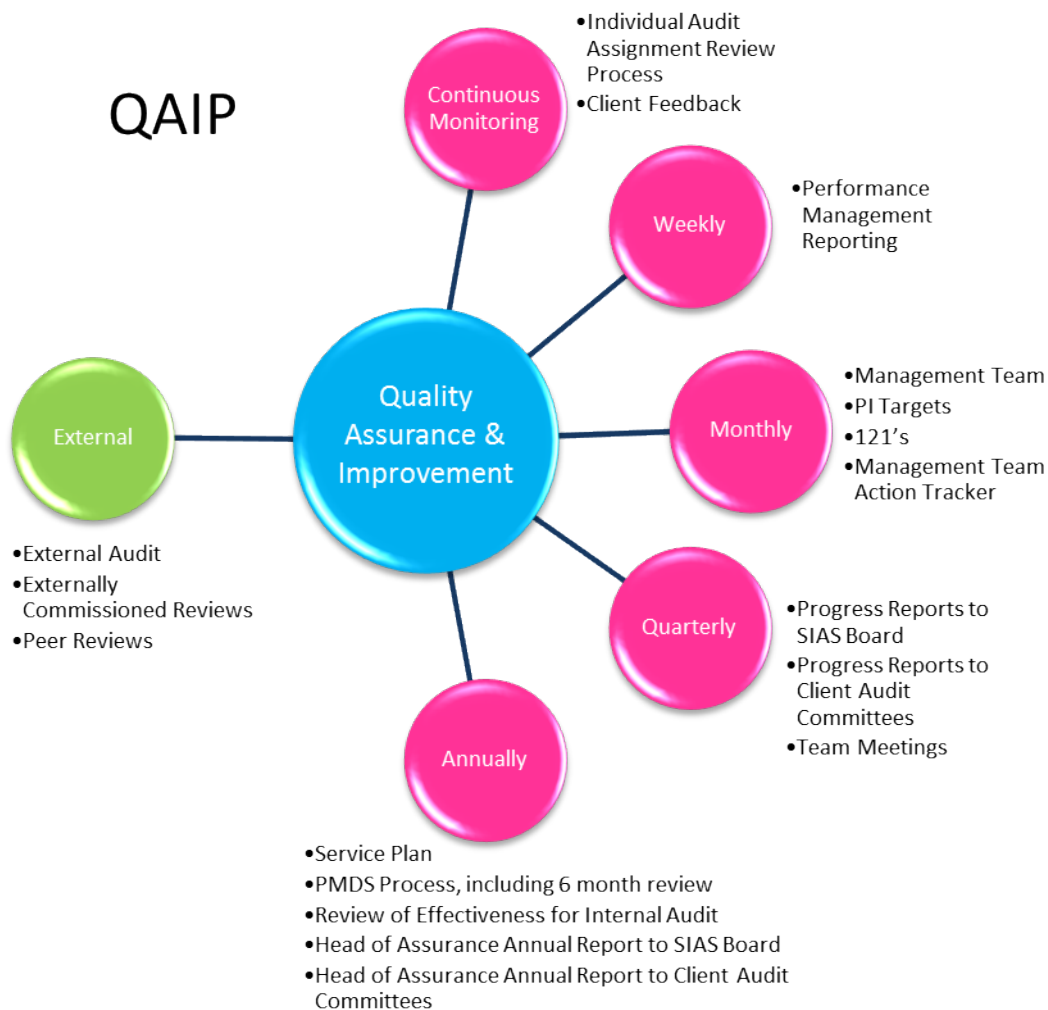 QAIP
Continuous
Monitoring
•Individual Audit
Assignment Review
Process
•Client Feedback
Weekly
•Performance
Management
Reporting
Monthly
•Management Team
•PI Targets
•121’s
•Management Team
Action Tracker
Quarterly
•Progress Reports to
SIAS Board
•Progress Reports to
Client Audit
Committees
•Team Meetings
Annually
•Service Plan
•PMDS Process, including 6 month review
•Review of Effectiveness for Internal Audit
•Head of Assurance Annual Report to SIAS Board
•Head of Assurance Annual Report to Client Audit
Committees
External
•External Audit
•Externally
Commissioned Reviews
•Peer Reviews
Quality
Assurance &
Improvement